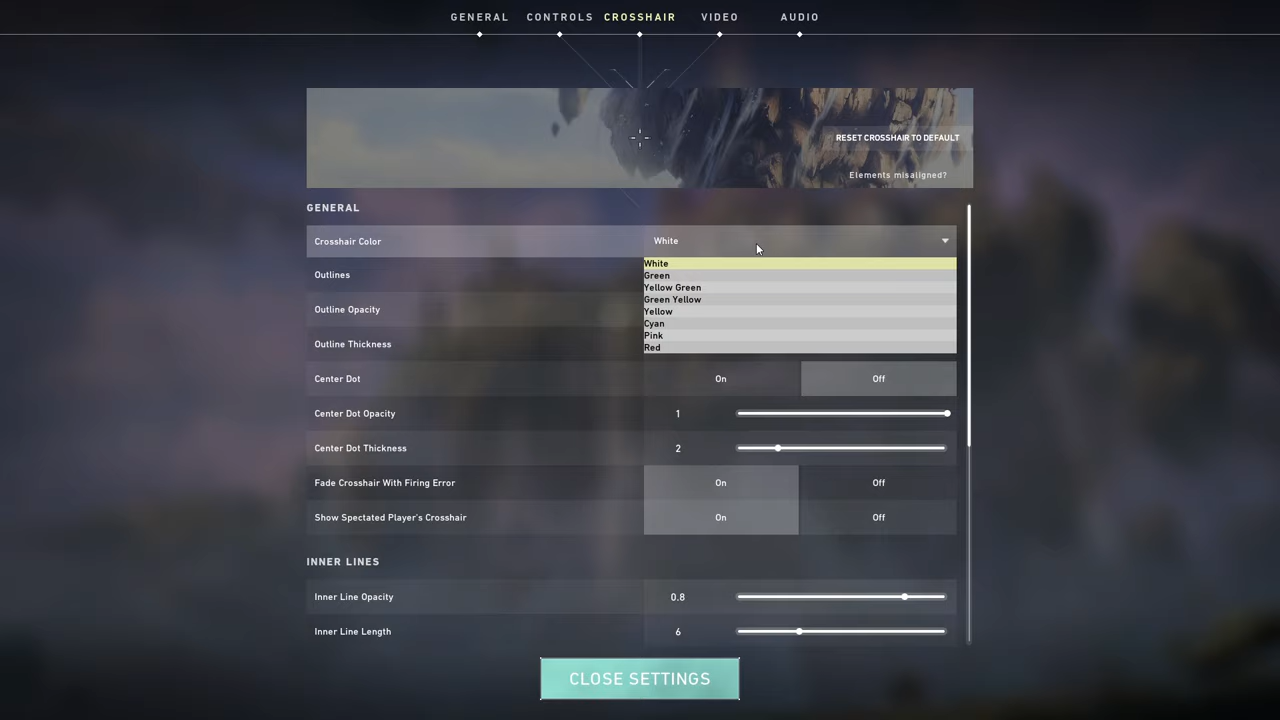 GENERAL CONTROLS CROSSHAIR VIDEO AUDIO
RESET CROSSHAIR TO DEFAULT
Elements misaligned?
GENERAL
Crosshair Color White
White
Green
Outlines
Yellow Green
Green Yellow
Outline Opacity
Yellow
Cyan
Pink
Outline Thickness
Red
Center Dot On Off
Center Dot Opacity 1
Center Dot Thickness 2
Fade Crosshair With Firing Error On Off
Show Spectated Player's Crosshair On Off
INNER LINES
Inner Line Opacity 0.8
Inner Line Length 6
CLOSE SETTINGS